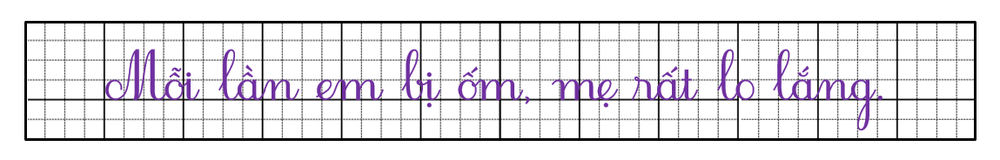 Mỗi lần em bị ốm, mẹ rất lo lắng.